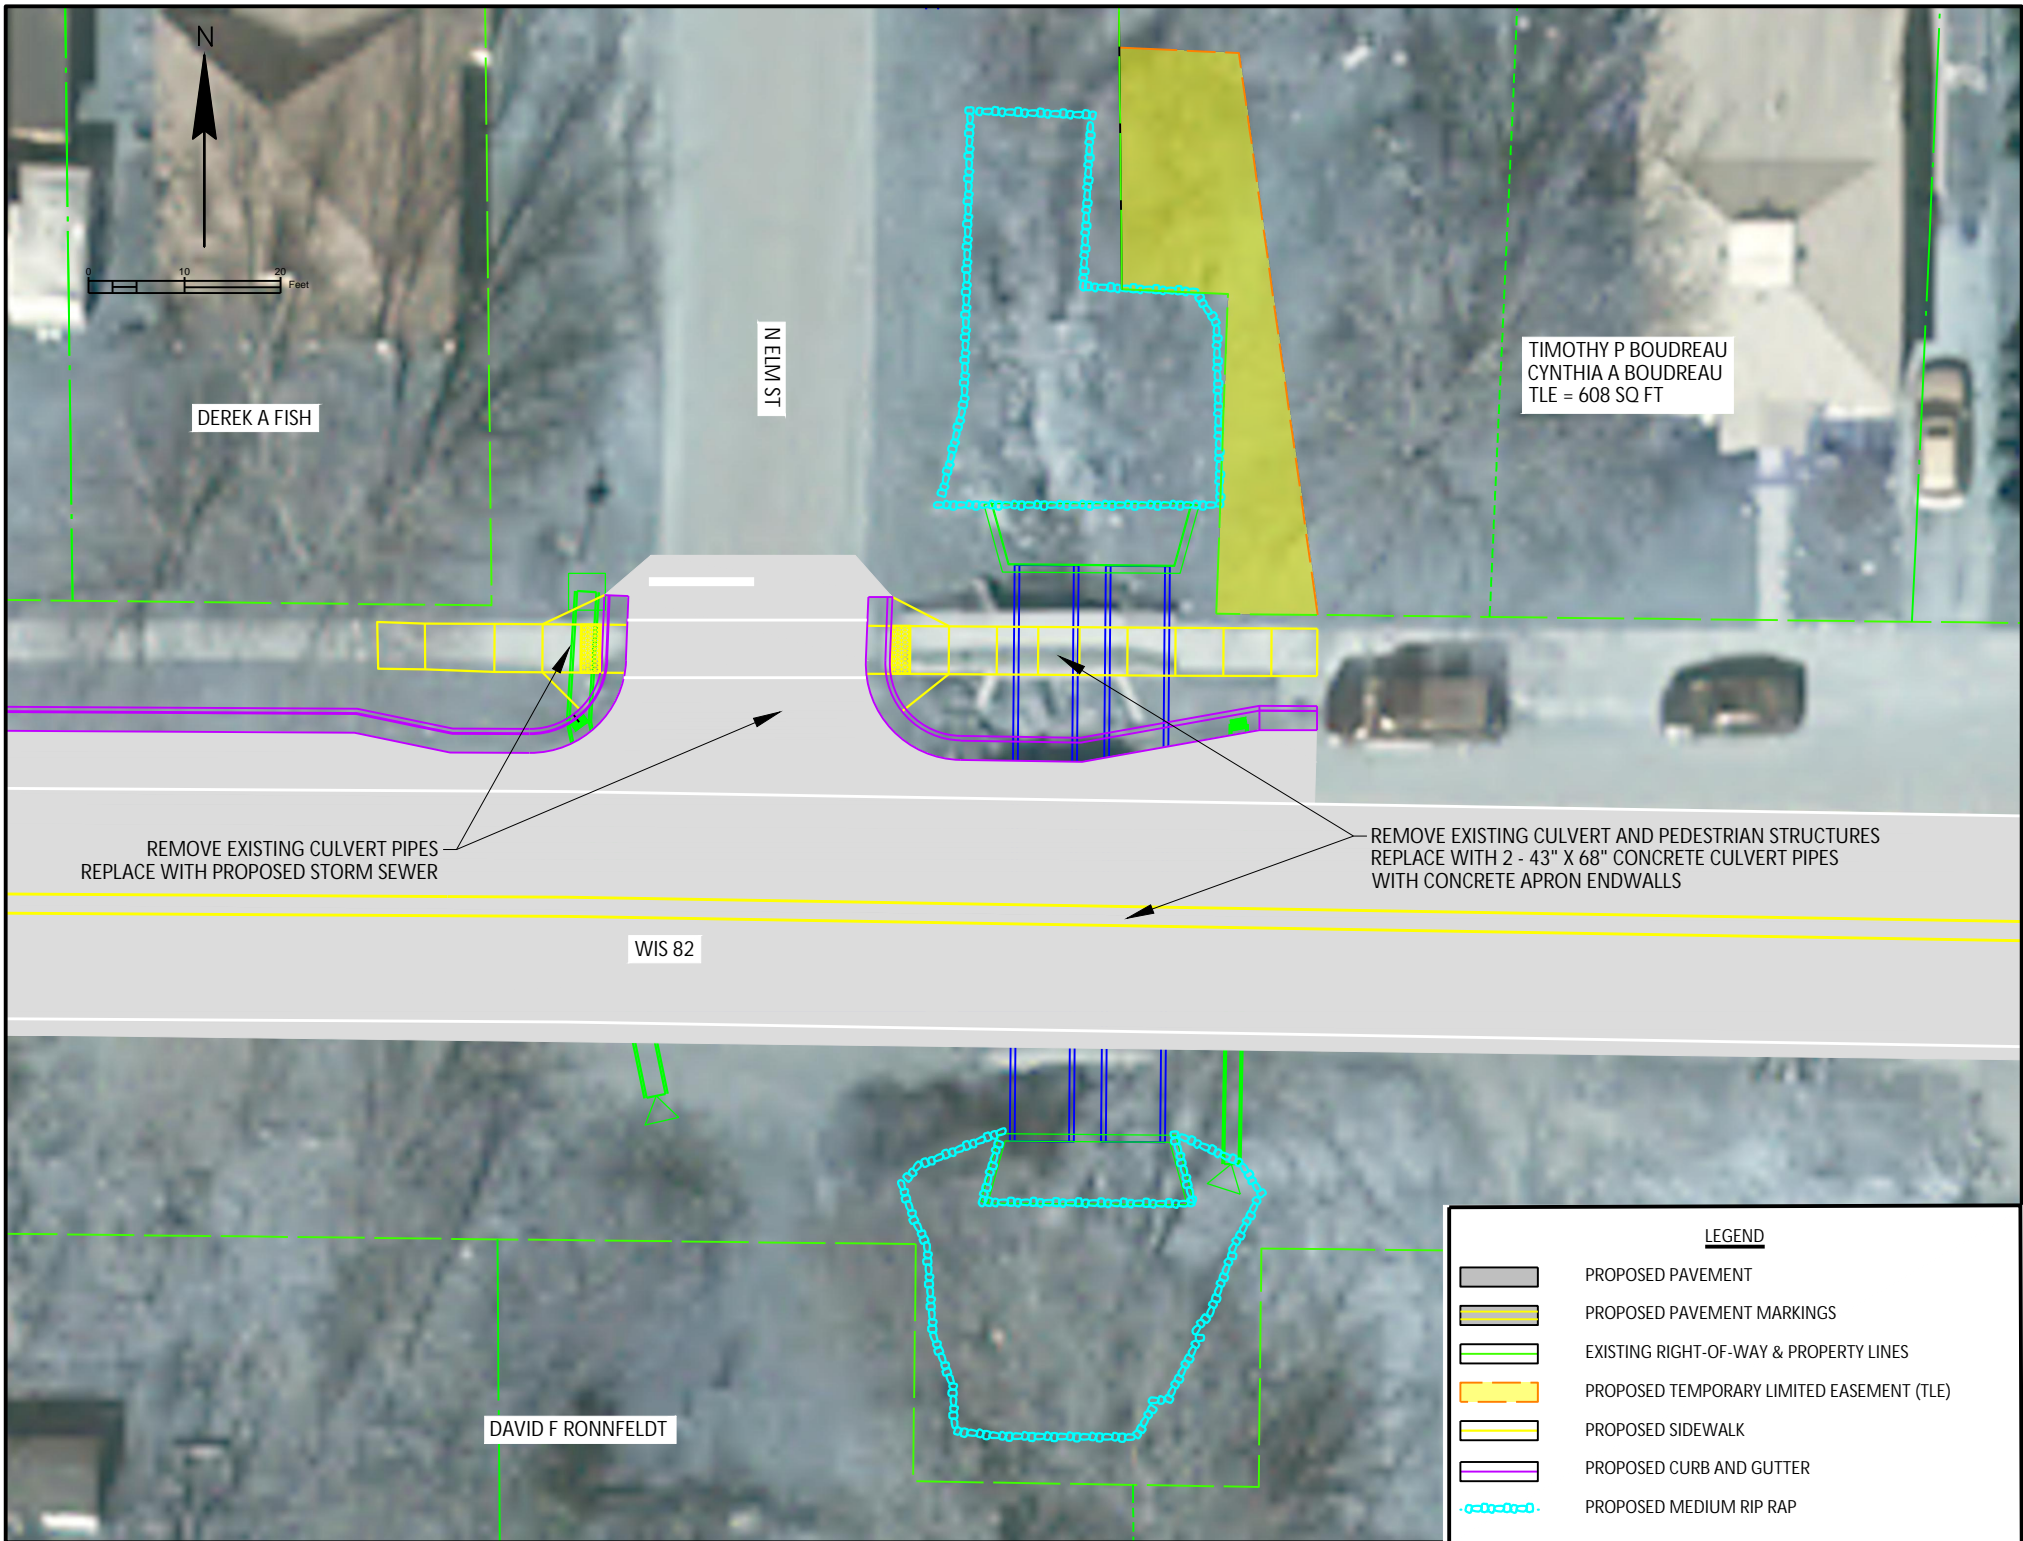 N
0 10 20
Feet
N ELM ST
DEREK A FISH
TIMOTHY P BOUDREAU
CYNTHIA A BOUDREAU
TLE = 608 SQ FT
REMOVE EXISTING CULVERT PIPES
REPLACE WITH PROPOSED STORM SEWER
REMOVE EXISTING CULVERT AND PEDESTRIAN STRUCTURES
REPLACE WITH 2 - 43" X 68" CONCRETE CULVERT PIPES
WITH CONCRETE APRON ENDWALLS
WIS 82
DAVID F RONNFELDT
LEGEND
PROPOSED PAVEMENT
PROPOSED PAVEMENT MARKINGS
EXISTING RIGHT-OF-WAY & PROPERTY LINES
PROPOSED TEMPORARY LIMITED EASEMENT (TLE)
PROPOSED SIDEWALK
PROPOSED CURB AND GUTTER
PROPOSED MEDIUM RIP RAP